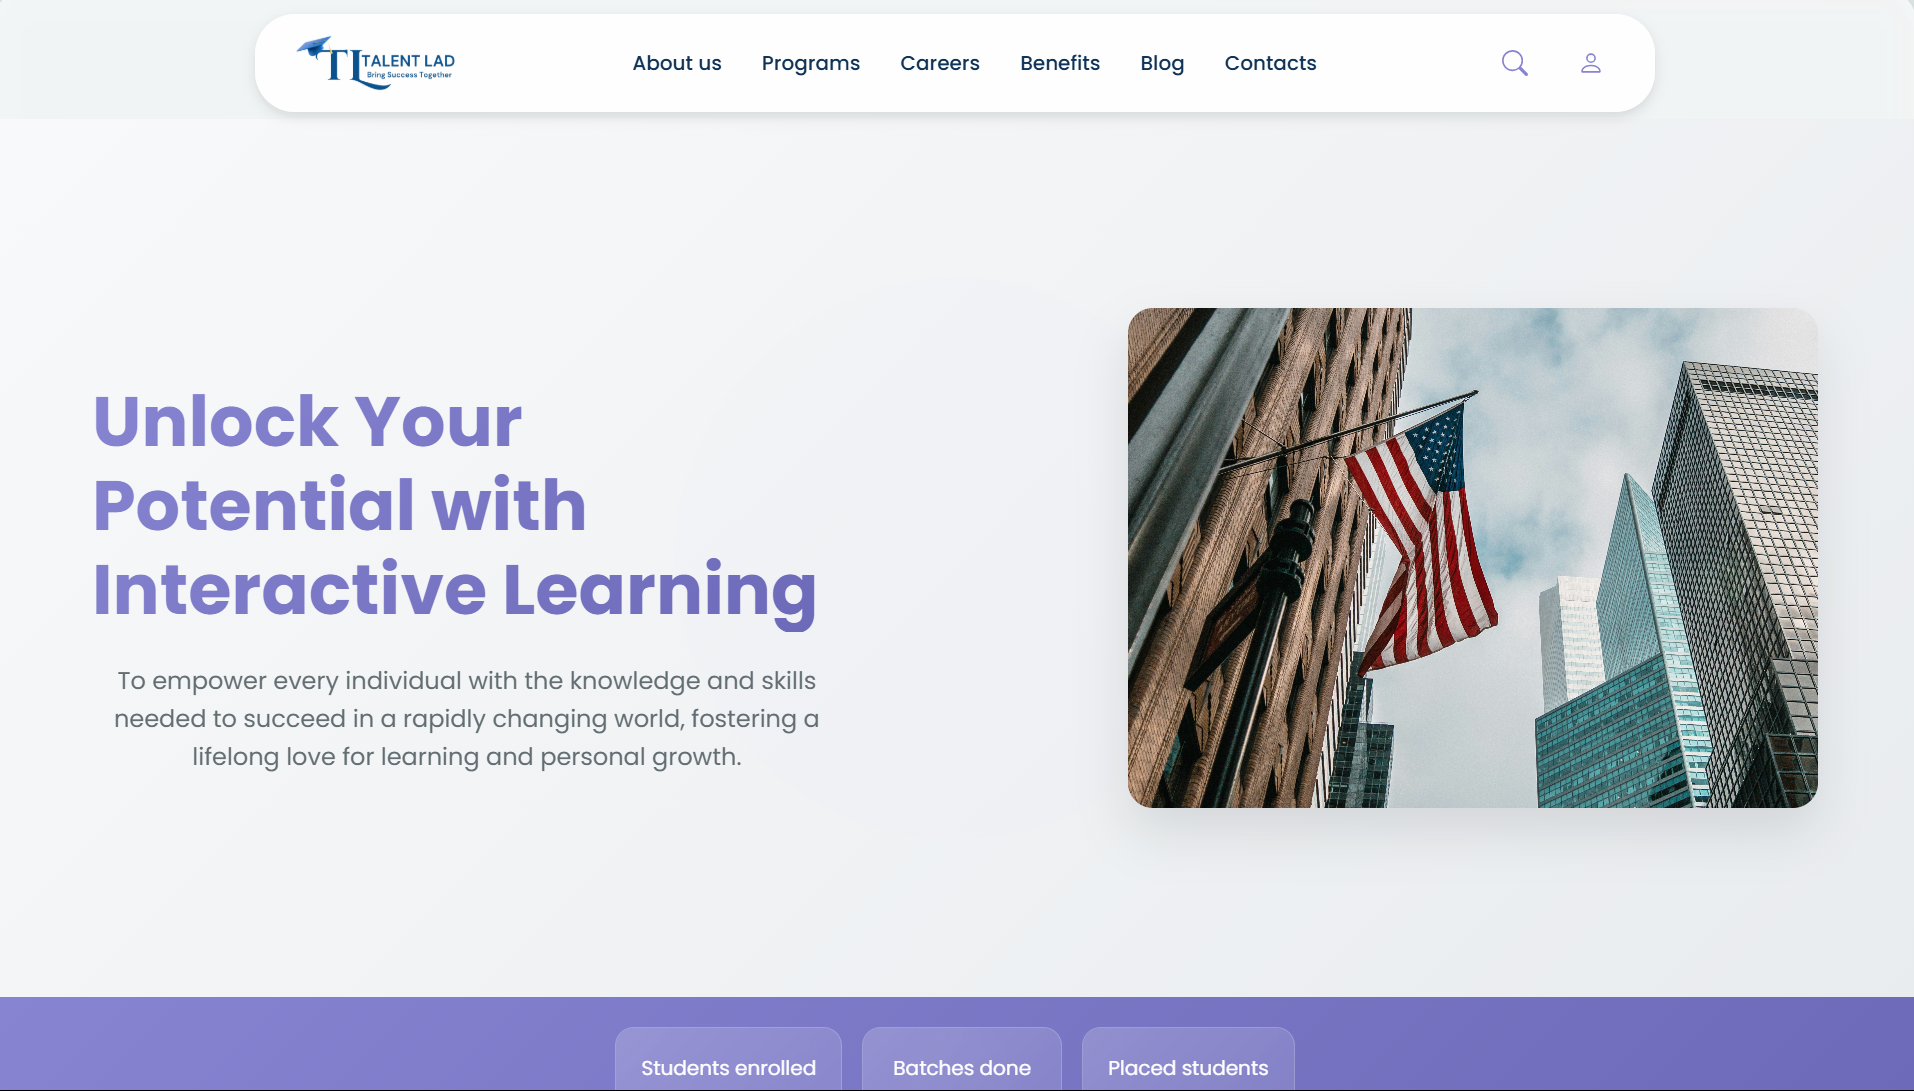 TL TALENT LAD
Bring Success Together
About us
Programs
Careers
Benefits
Blog
Contacts
Unlock Your
Potential with
Interactive Learning
To empower every individual with the knowledge and skills
needed to succeed in a rapidly changing world, fostering a
lifelong love for learning and personal growth.
Students enrolled
Batches done
Placed students